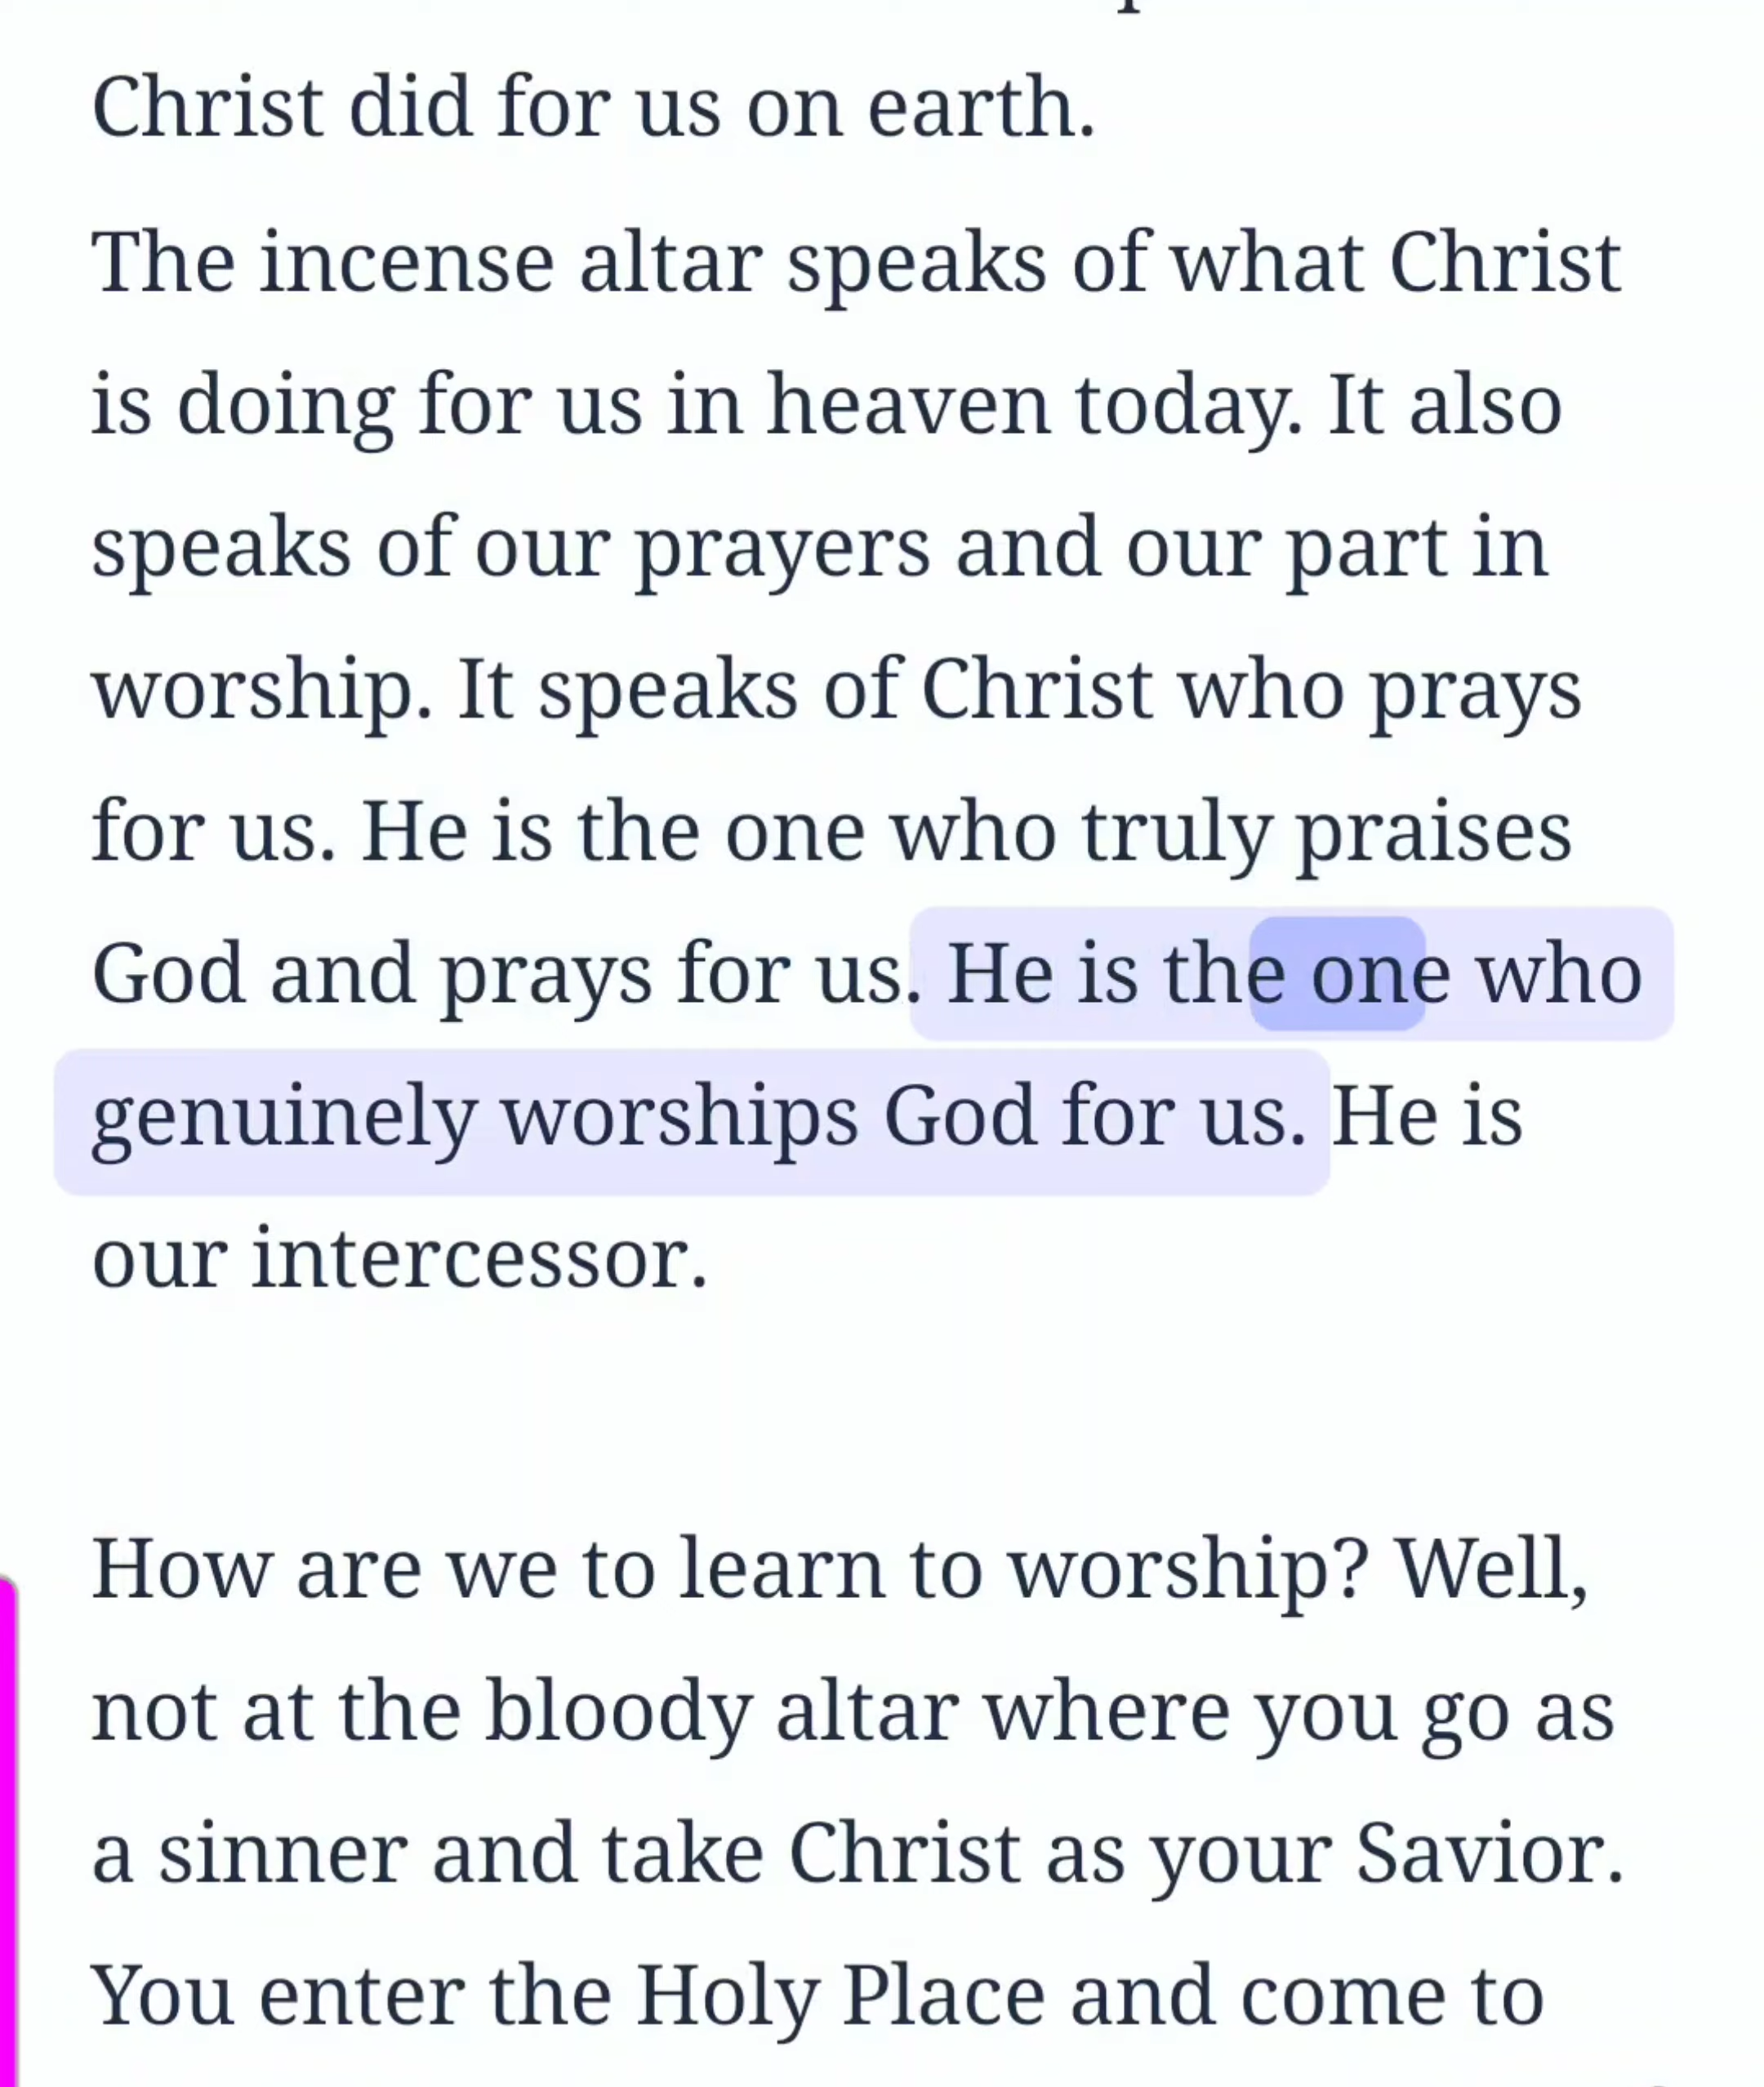 Christ did for us on earth.
The incense altar speaks of what Christ
is doing for us in heaven today. It also
speaks of our prayers and our part in
worship. It speaks of Christ who prays
for us. He is the one who truly praises
God and prays for us. He is the one who
genuinely worships God for us. He is
our intercessor.
How are we to learn to worship? Well,
not at the bloody altar where you go as
a sinner and take Christ as your Savior.
You enter the Holy Place and come to